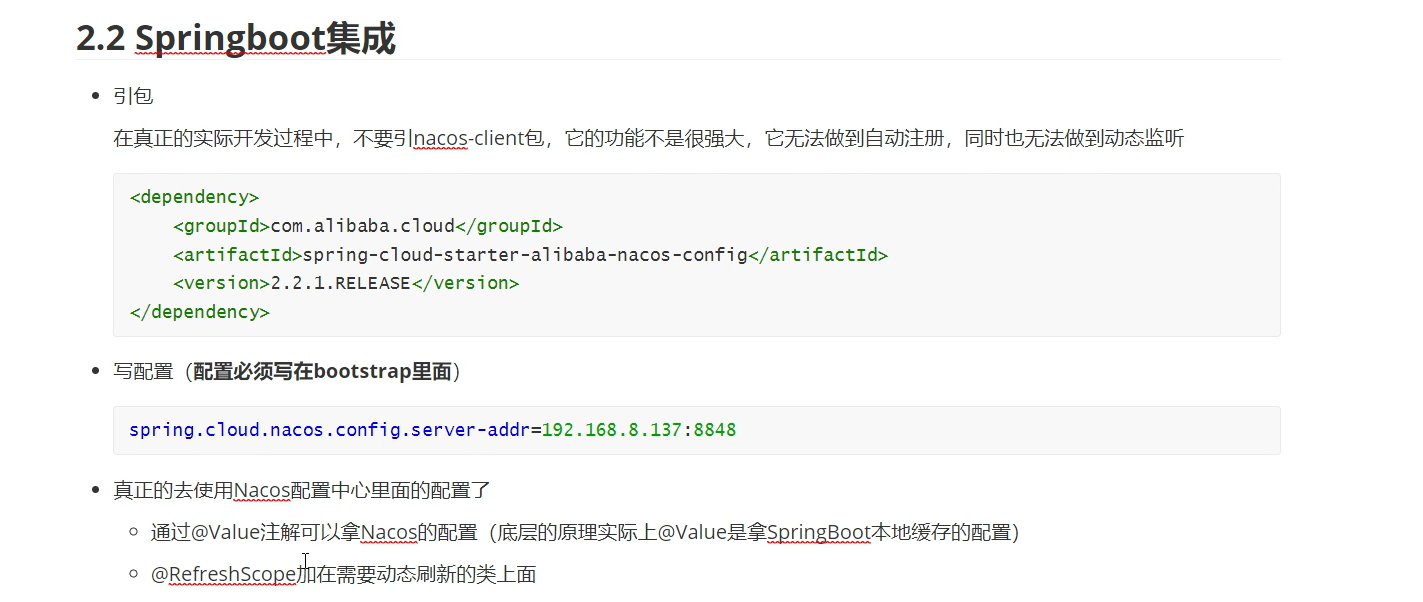 2.2 Springboot集成
引包
在真正的实际开发过程中，不要引nacos-client包，它的功能不是很强大，它无法做到自动注册，同时也无法做到动态监听
<dependency>
    <groupId>com.alibaba.cloud</groupId>
    <artifactId>spring-cloud-starter-alibaba-nacos-config</artifactId>
    <version>2.2.1.RELEASE</version>
</dependency>
写配置（配置必须写在bootstrap里面）
spring.cloud.nacos.config.server-addr=192.168.8.137:8848
真正的去使用Nacos配置中心里面的配置了
通过@Value注解可以拿Nacos的配置（底层的原理实际上@Value是拿SpringBoot本地缓存的配置）
@RefreshScope加在需要动态刷新的类上面